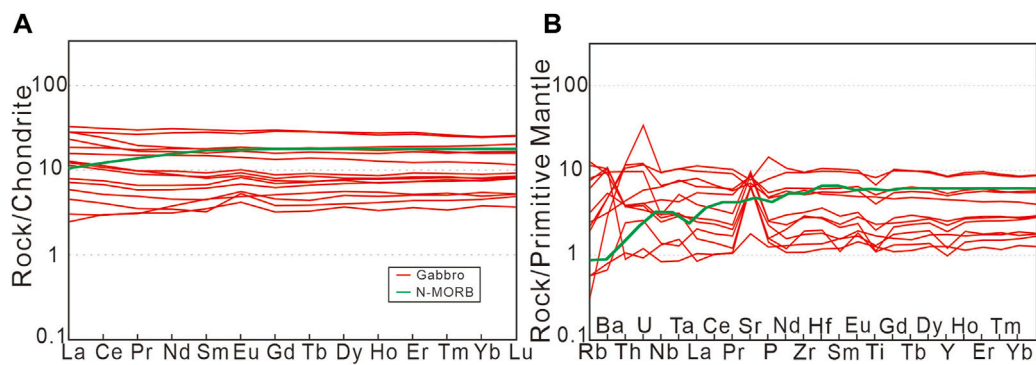 A
Rock/Chondrite
100
10
1
0.1
Gabbro
N-MORB
La Ce Pr Nd Sm Eu Gd Tb Dy Ho Er Tm Yb Lu
B
Rock/Primitive Mantle
100
10
1
0.1
Ba U Ta Ce Sr Nd Hf Eu Gd Dy Ho Tm
Rb Th Nb La Pr P Zr Sm Ti Tb Y Er Yb